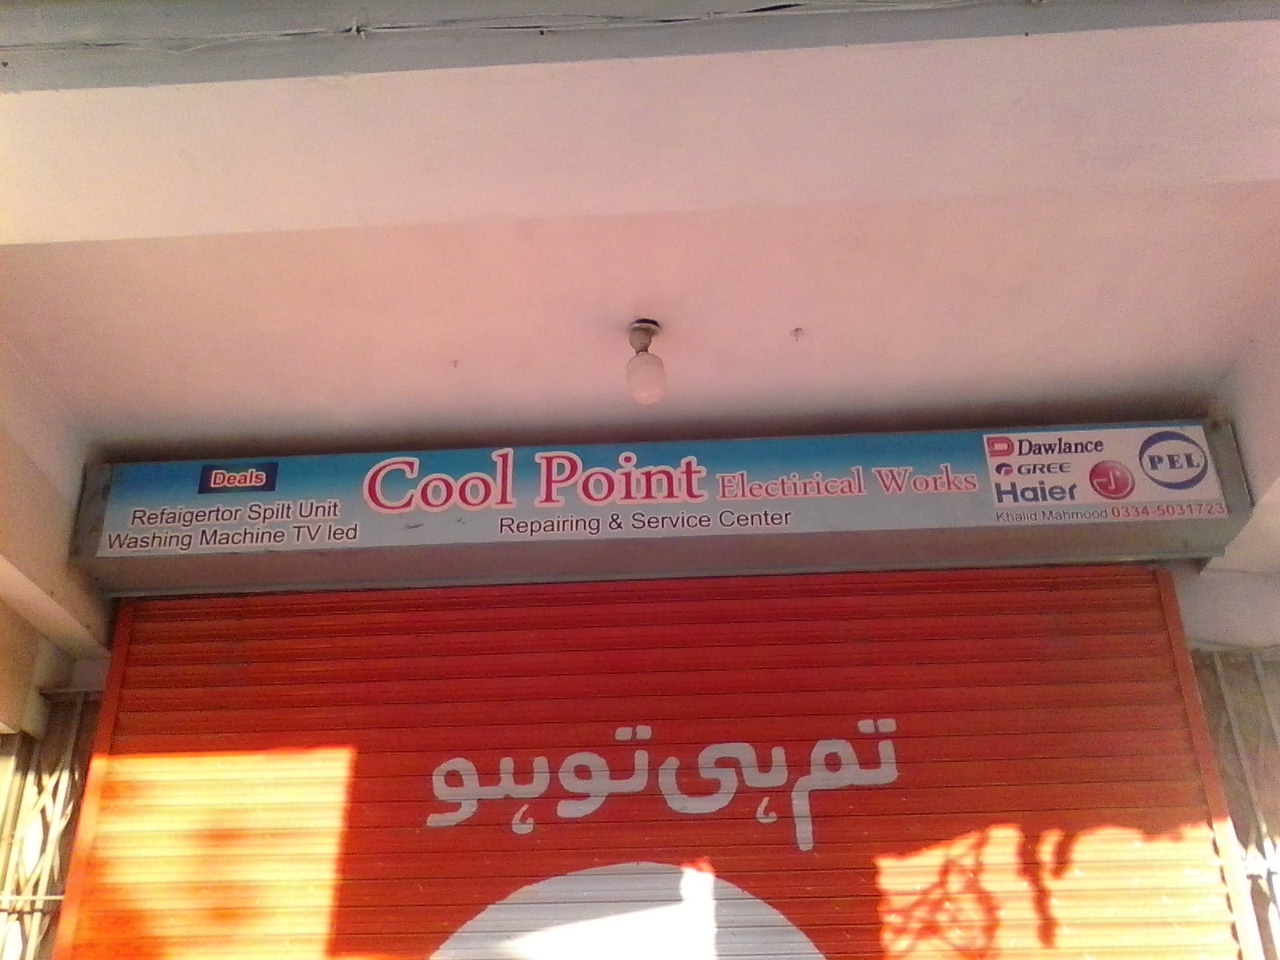 Deals
Refaigertor Spilt Unit
Washing Machine TV led
Cool Point Electirical Works
Repairing & Service Center
Dawlance
GREE
Haier
PEL
Khalid Mahmood 0334-5031723
تم ہی تو ہو